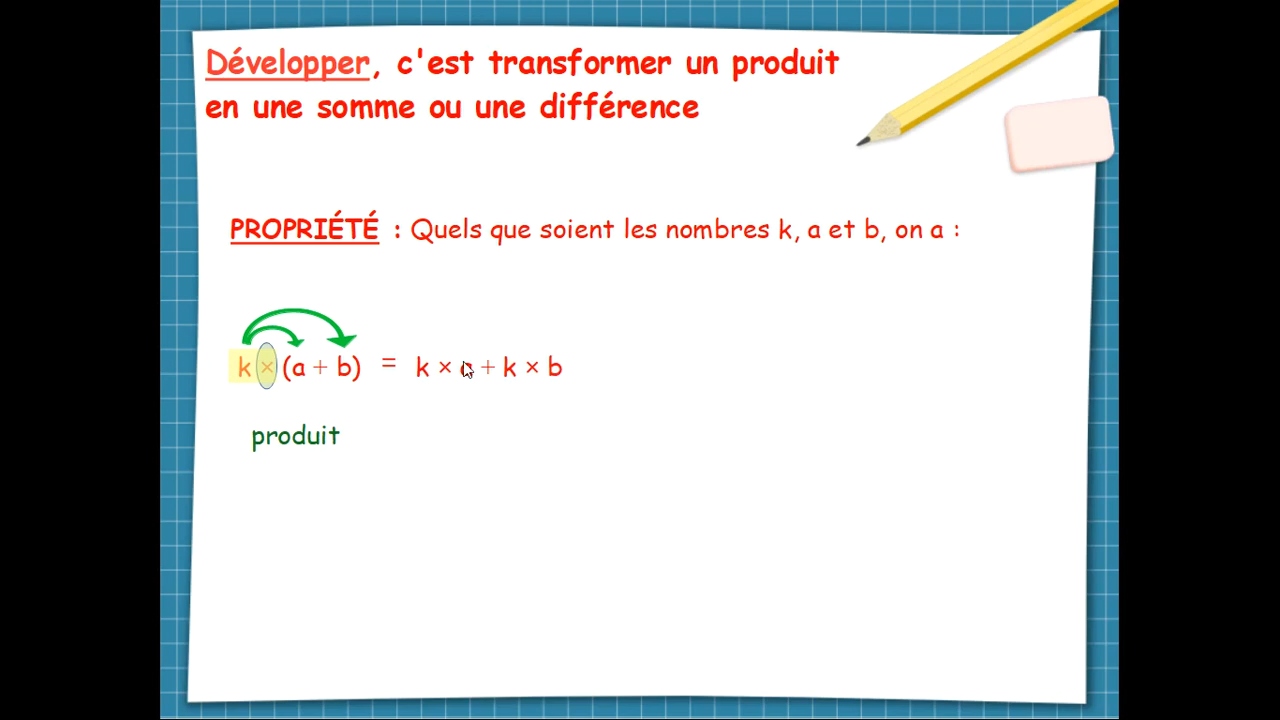 Développer, c'est transformer un produit
en une somme ou une différence
PROPRIÉTÉ : Quels que soient les nombres k, a et b, on a :
k × (a + b) = k × a + k × b
produit